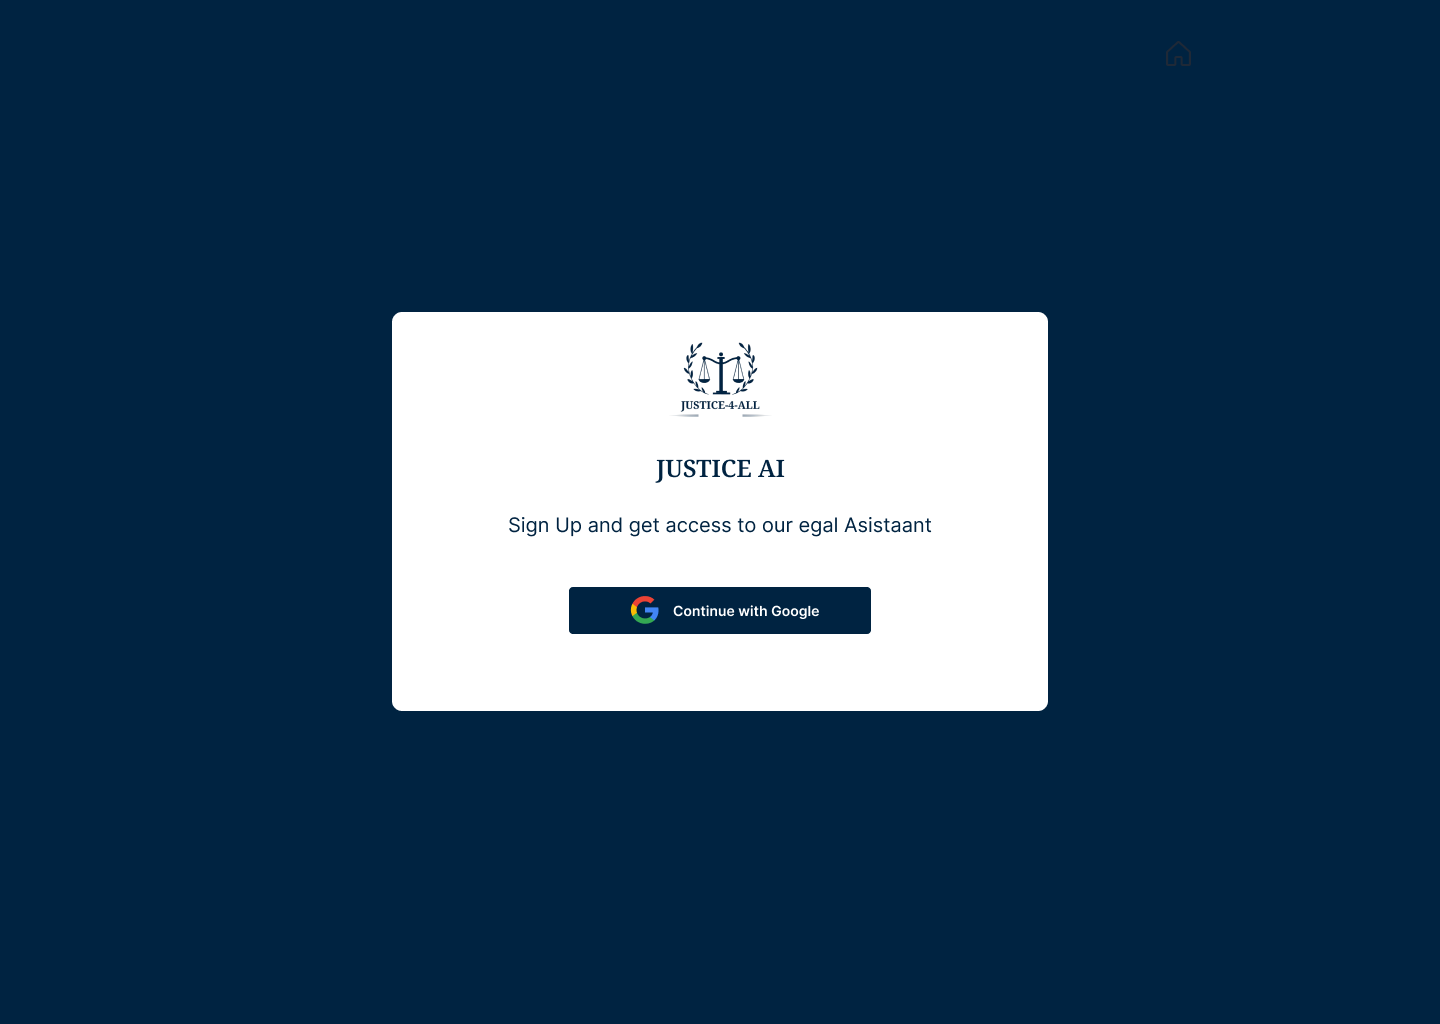 JUSTICE-4-ALL
JUSTICE AI
Sign Up and get access to our egal Asistaant
Continue with Google